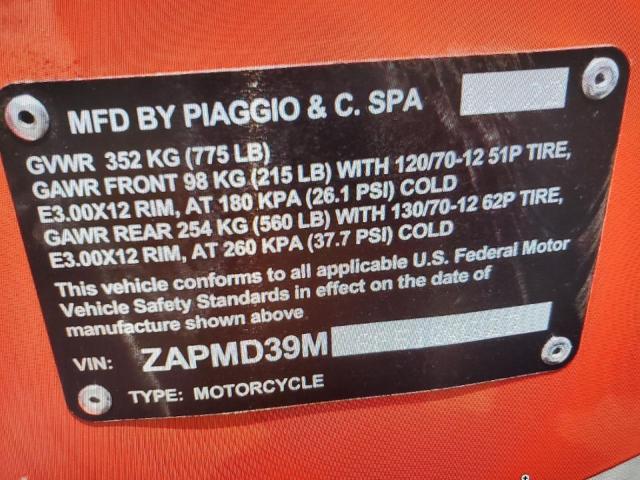 MFD BY PIAGGIO & C. SPA
GVWR 352 KG (775 LB)
GAWR FRONT 98 KG (215 LB) WITH 120/70-12 51P TIRE,
E3.00X12 RIM, AT 180 KPA (26.1 PSI) COLD
GAWR REAR 254 KG (560 LB) WITH 130/70-12 62P TIRE,
E3.00X12 RIM, AT 260 KPA (37.7 PSI) COLD
This vehicle conforms to all applicable U.S. Federal Motor
Vehicle Safety Standards in effect on the date of
manufacture shown above
VIN: ZAPMD39M
TYPE: MOTORCYCLE